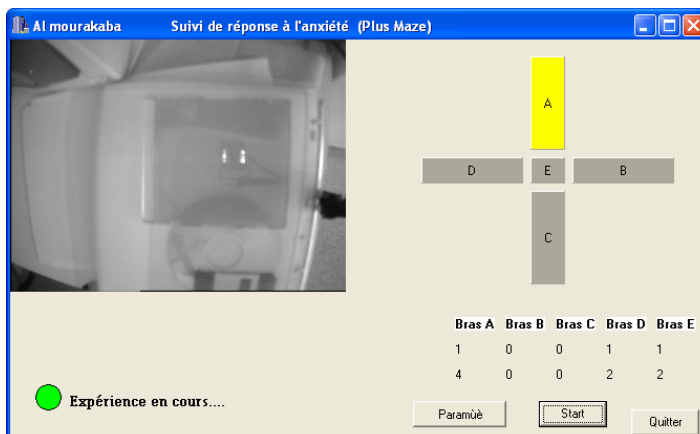 Al mourakaba Suivi de réponse à l'anxiété (Plus Maze)
A
D E B
C
Bras A Bras B Bras C Bras D Bras E
1 0 0 1 1
4 0 0 2 2
Expérience en cours....
Paramùè Start Quitter